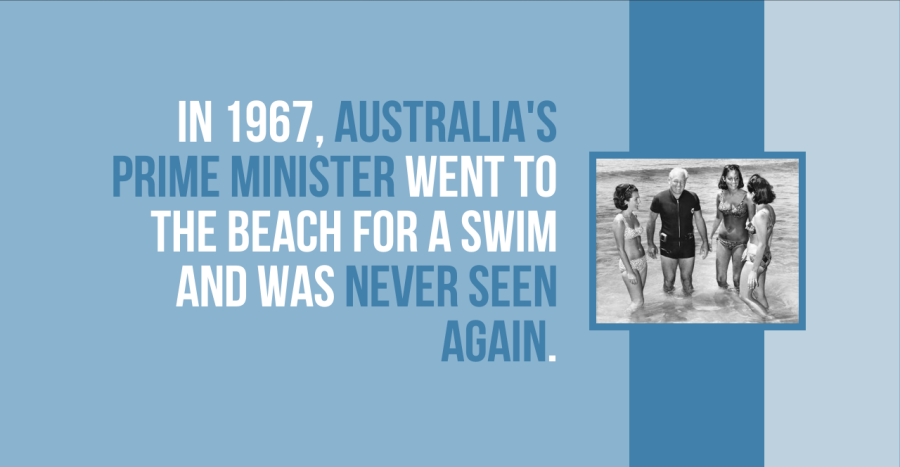 IN 1967, AUSTRALIA'S
PRIME MINISTER WENT TO
THE BEACH FOR A SWIM
AND WAS NEVER SEEN
AGAIN.